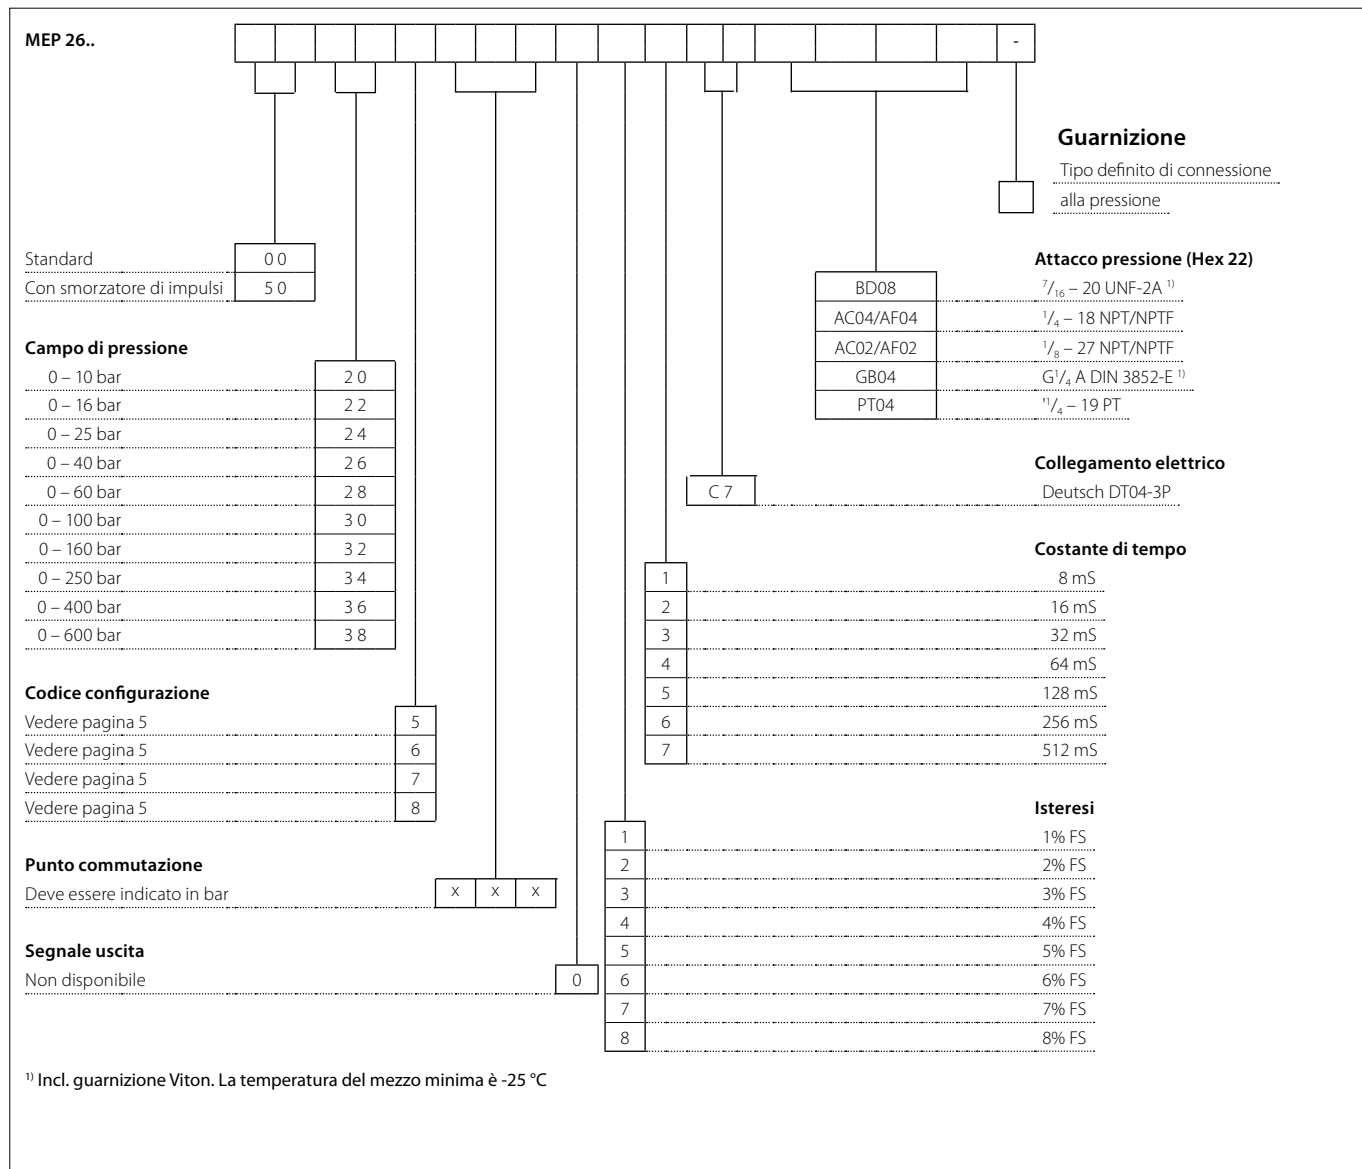 MEP 26..
-
Guarnizione
Tipo definito di connessione
alla pressione
Standard 0 0
Con smorzatore di impulsi 5 0
Attacco pressione (Hex 22)
BD08 7/16 – 20 UNF-2A 1)
AC04/AF04 1/4 – 18 NPT/NPTF
AC02/AF02 1/8 – 27 NPT/NPTF
GB04 G1/4 A DIN 3852-E 1)
PT04 "1/4 – 19 PT
Campo di pressione
0 – 10 bar 2 0
0 – 16 bar 2 2
0 – 25 bar 2 4
0 – 40 bar 2 6
0 – 60 bar 2 8
0 – 100 bar 3 0
0 – 160 bar 3 2
0 – 250 bar 3 4
0 – 400 bar 3 6
0 – 600 bar 3 8
Collegamento elettrico
C 7 Deutsch DT04-3P
Costante di tempo
1 8 mS
2 16 mS
3 32 mS
4 64 mS
5 128 mS
6 256 mS
7 512 mS
Codice configurazione
Vedere pagina 5 5
Vedere pagina 5 6
Vedere pagina 5 7
Vedere pagina 5 8
Isteresi
1 1% FS
2 2% FS
3 3% FS
4 4% FS
5 5% FS
6 6% FS
7 7% FS
8 8% FS
Punto commutazione
Deve essere indicato in bar x x x
Segnale uscita
Non disponibile 0
1) Incl. guarnizione Viton. La temperatura del mezzo minima è -25 °C